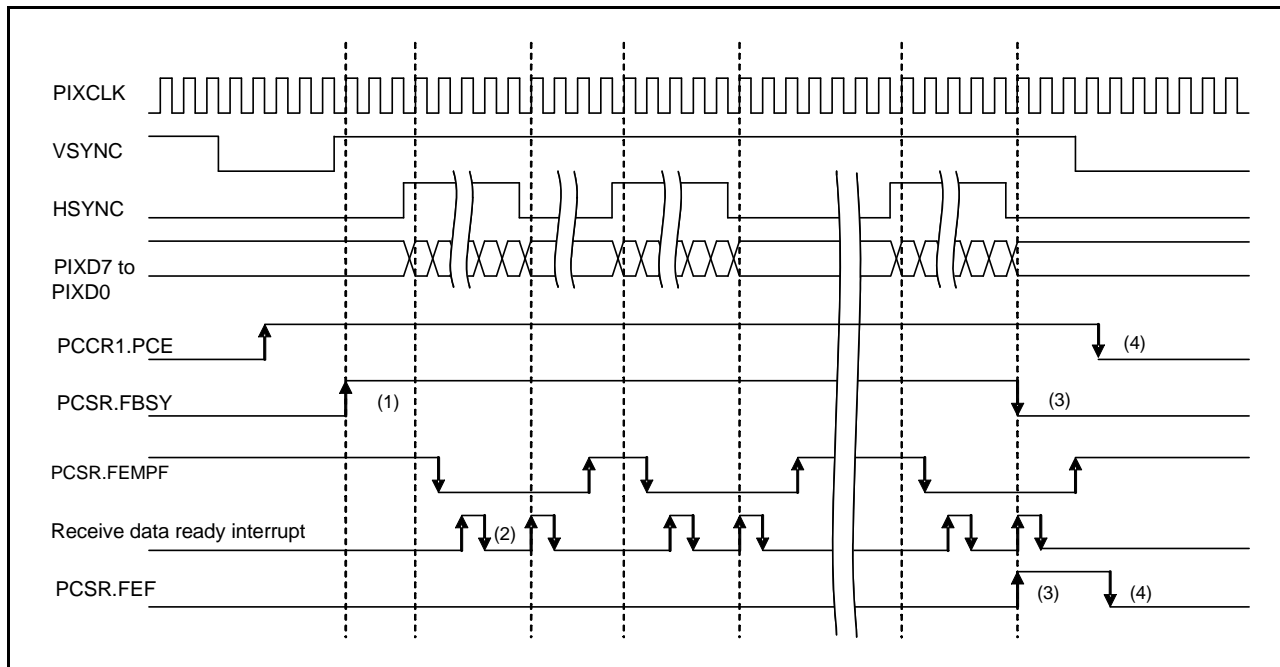 PIXCLK
VSYNC
HSYNC
PIXD7 to
PIXD0
PCCR1.PCE
(4)
PCSR.FBSY
(1)
(3)
PCSR.FEMPF
Receive data ready interrupt
(2)
PCSR.FEF
(3)
(4)